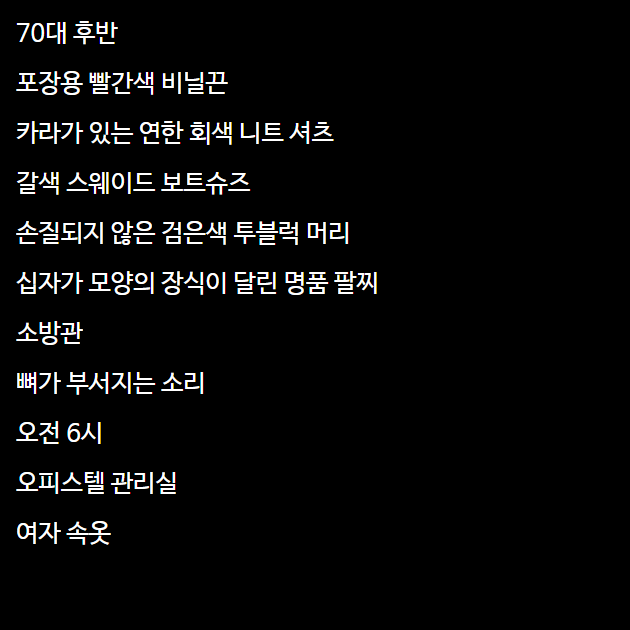 70대 후반
포장용 빨간색 비닐끈
카라가 있는 연한 회색 니트 셔츠
갈색 스웨이드 보트슈즈
손질되지 않은 검은색 투블럭 머리
십자가 모양의 장식이 달린 명품 팔찌
소방관
뼈가 부서지는 소리
오전 6시
오피스텔 관리실
여자 속옷